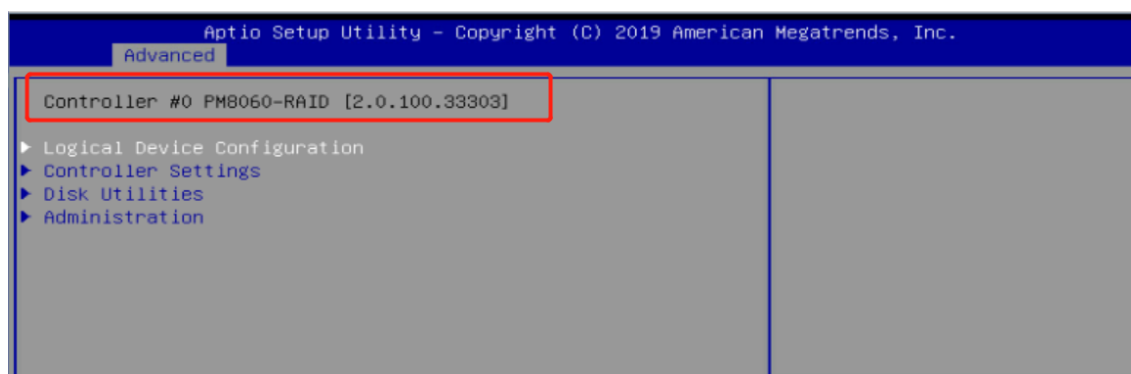 Aptio Setup Utility – Copyright (C) 2019 American Megatrends, Inc.
Advanced
Controller #0 PM8060-RAID [2.0.100.33303]
Logical Device Configuration
Controller Settings
Disk Utilities
Administration